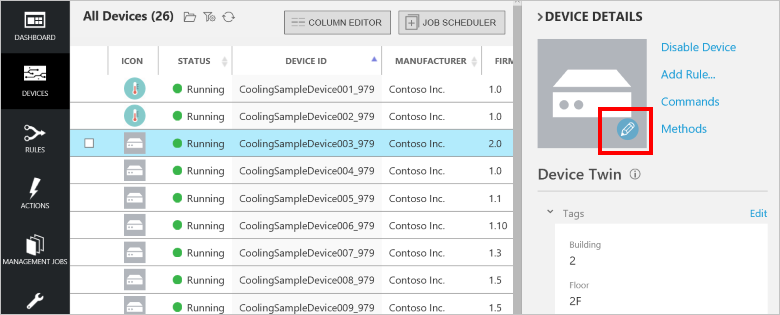 DASHBOARD
DEVICES
RULES
ACTIONS
MANAGEMENT JOBS
All Devices (26)
COLUMN EDITOR
JOB SCHEDULER
ICON STATUS DEVICE ID MANUFACTURER FIRM
Running CoolingSampleDevice001_979 Contoso Inc. 1.0
Running CoolingSampleDevice002_979 Contoso Inc. 1.0
Running CoolingSampleDevice003_979 Contoso Inc. 2.0
Running CoolingSampleDevice004_979 Contoso Inc. 1.0
Running CoolingSampleDevice005_979 Contoso Inc. 1.1
Running CoolingSampleDevice006_979 Contoso Inc. 1.10
Running CoolingSampleDevice007_979 Contoso Inc. 1.3
Running CoolingSampleDevice008_979 Contoso Inc. 1.5
Running CoolingSampleDevice009_979 Contoso Inc. 1.5
DEVICE DETAILS
Disable Device
Add Rule...
Commands
Methods
Device Twin
Tags Edit
Building
2
Floor
2F